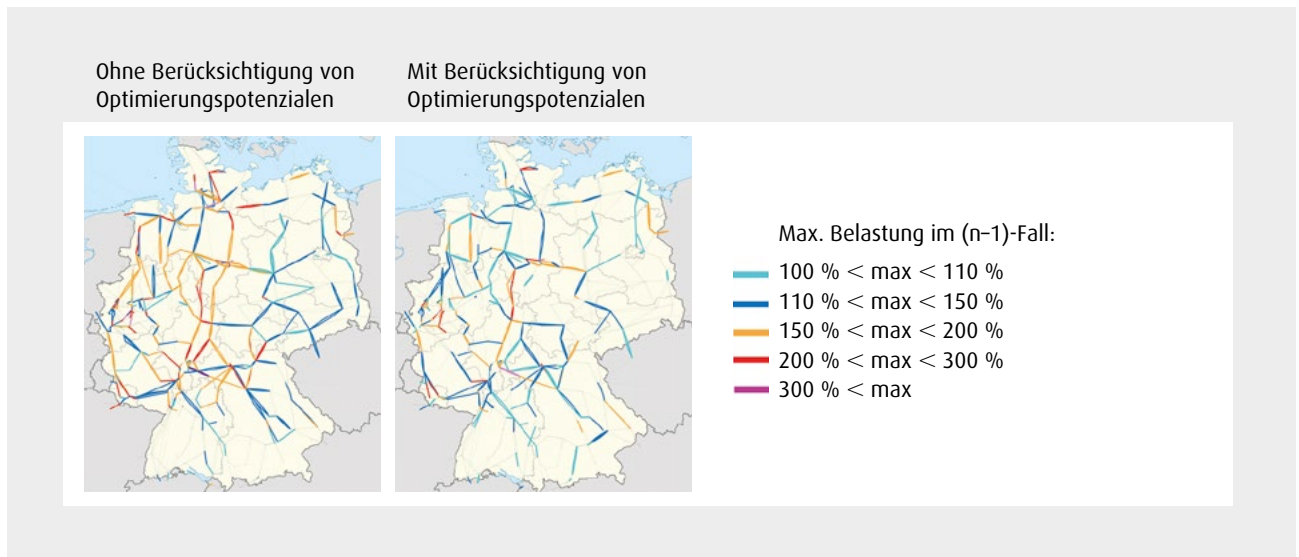 Ohne Berücksichtigung von
Optimierungspotenzialen
Mit Berücksichtigung von
Optimierungspotenzialen
Max. Belastung im (n–1)-Fall:
100 % < max < 110 %
110 % < max < 150 %
150 % < max < 200 %
200 % < max < 300 %
300 % < max